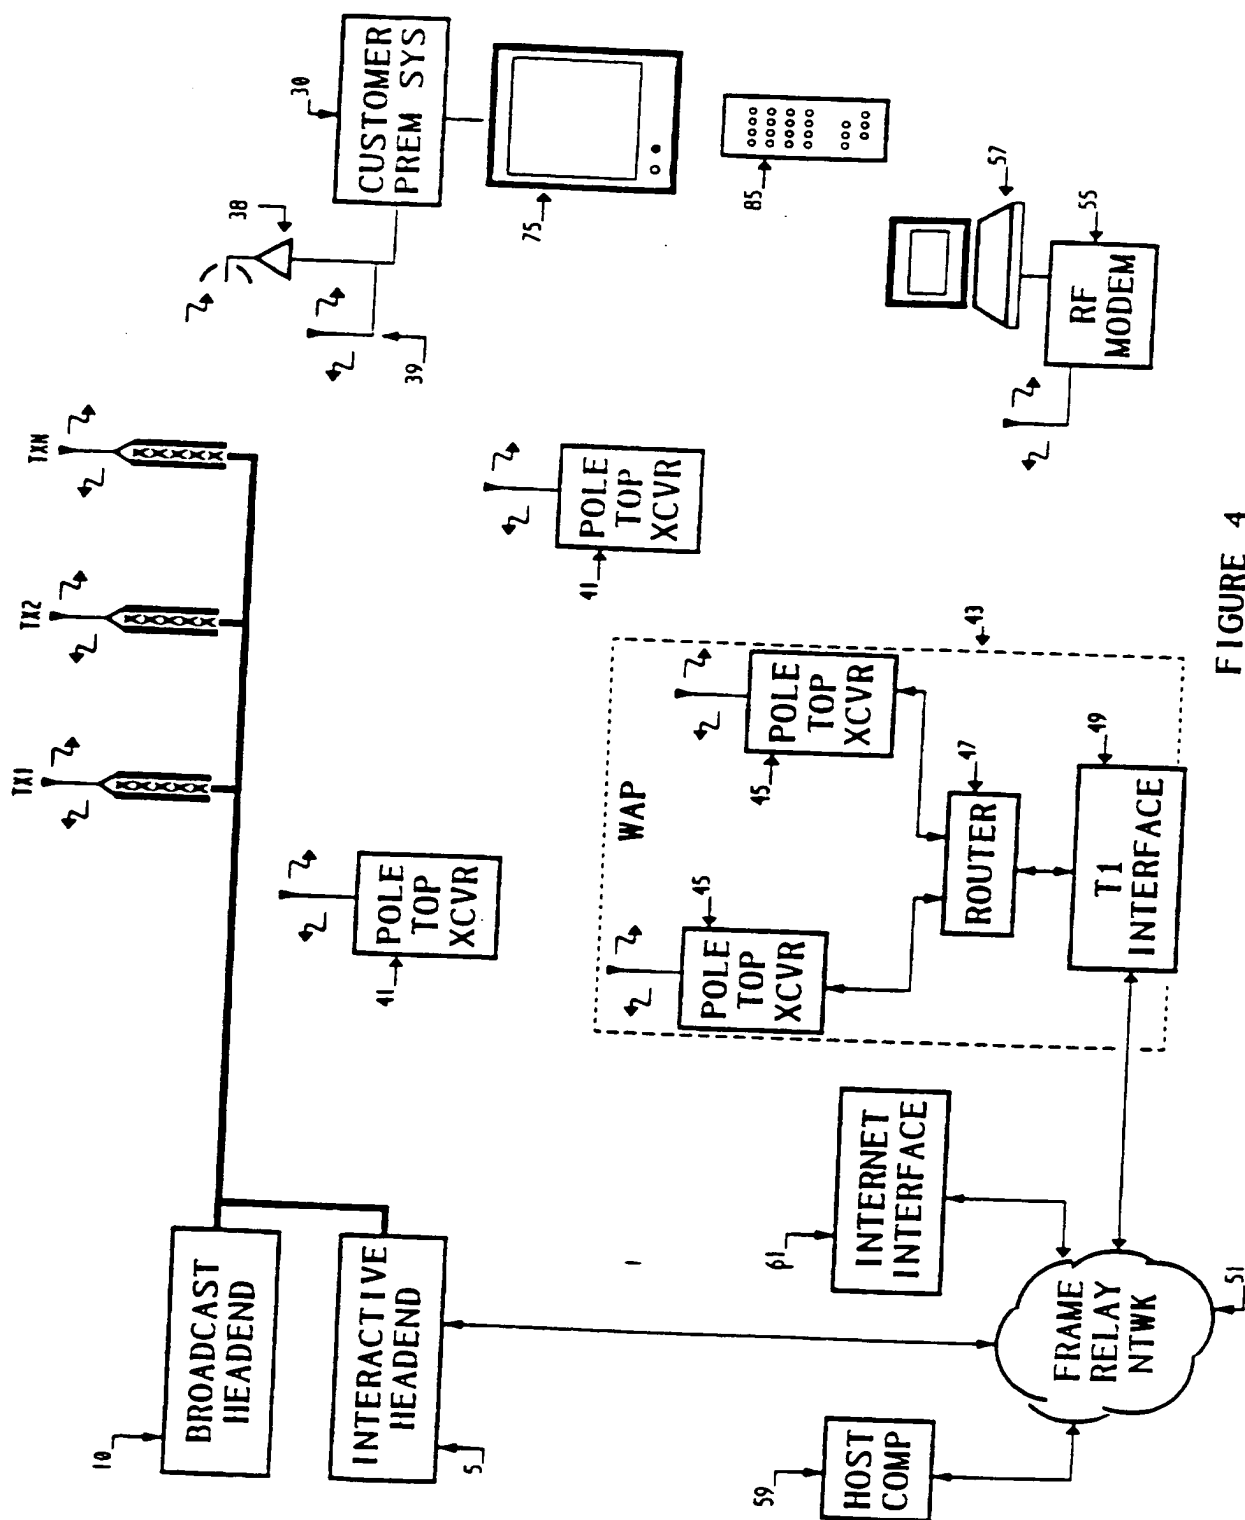 10
BROADCAST
HEADEND
INTERACTIVE
HEADEND
5
TX1
TX2
TXN
38
39
30
CUSTOMER
PREM SYS
75
85
41
POLE
TOP
XCVR
41
POLE
TOP
XCVR
57
55
RF
MODEM
59
HOST
COMP
61
INTERNET
INTERFACE
FRAME
RELAY
NTWK
51
WAP
43
45
POLE
TOP
XCVR
45
POLE
TOP
XCVR
47
ROUTER
49
T1
INTERFACE
FIGURE 4